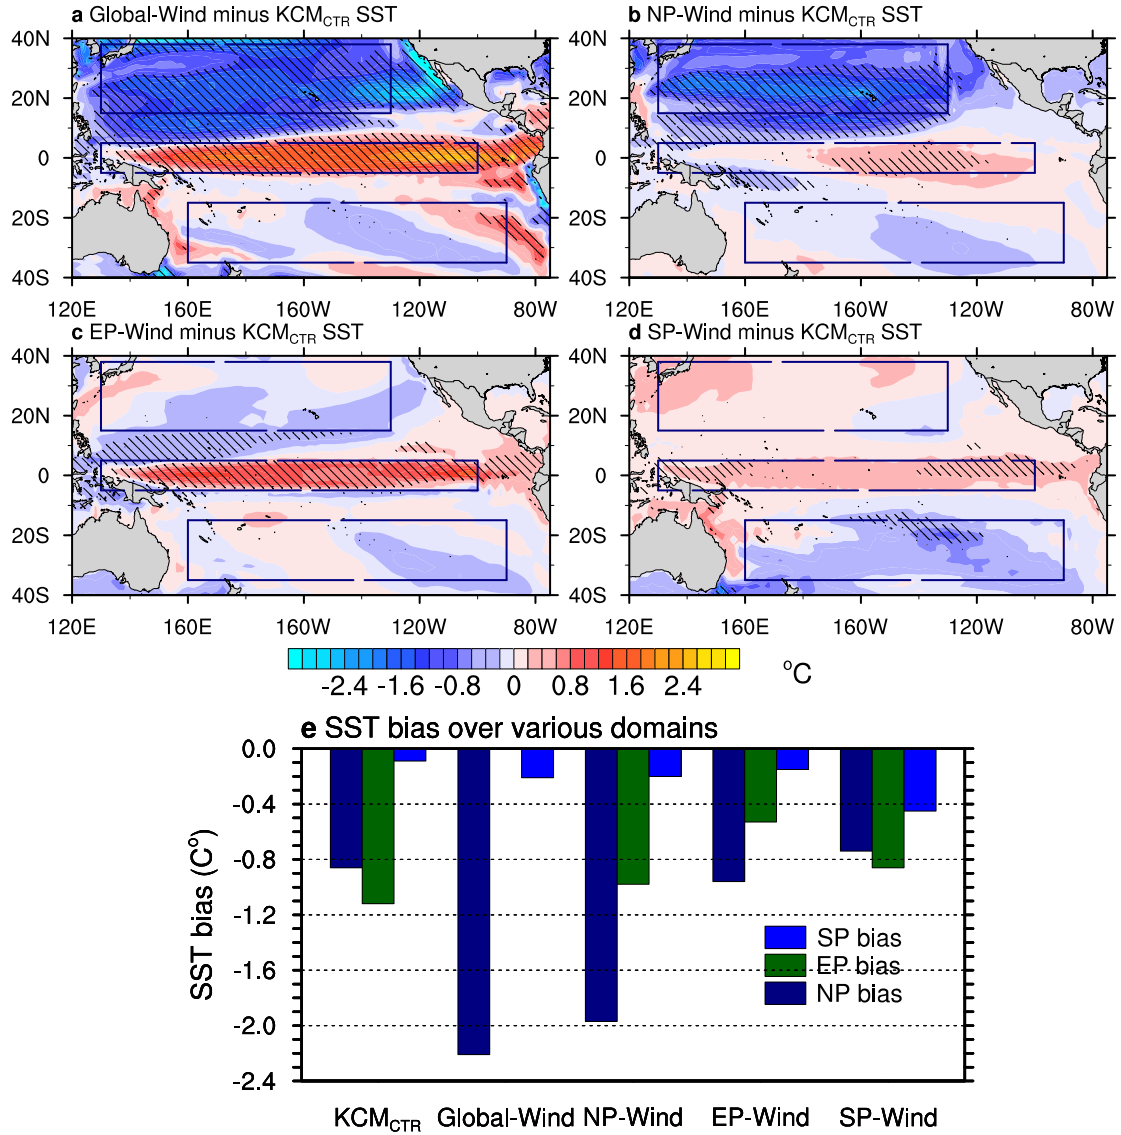 a Global-Wind minus KCM_CTR SST
b NP-Wind minus KCM_CTR SST
40N 20N 0 20S 40S
120E 160E 160W 120W 80W
40N 20N 0 20S 40S
120E 160E 160W 120W 80W
c EP-Wind minus KCM_CTR SST
d SP-Wind minus KCM_CTR SST
40N 20N 0 20S 40S
120E 160E 160W 120W 80W
40N 20N 0 20S 40S
120E 160E 160W 120W 80W
-2.4 -1.6 -0.8 0 0.8 1.6 2.4 °C
e SST bias over various domains
SST bias (C°)
0.0
-0.4
-0.8
-1.2
-1.6
-2.0
-2.4
SP bias
EP bias
NP bias
KCM_CTR Global-Wind NP-Wind EP-Wind SP-Wind